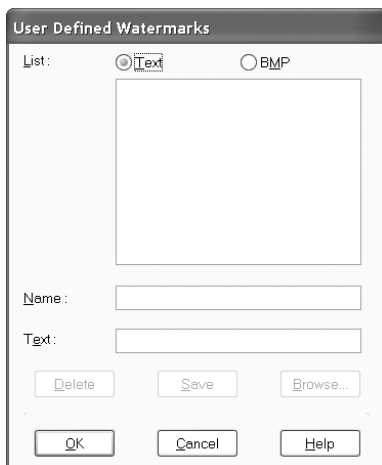 User Defined Watermarks
List: Text BMP
Name:
Text:
Delete Save Browse...
OK Cancel Help